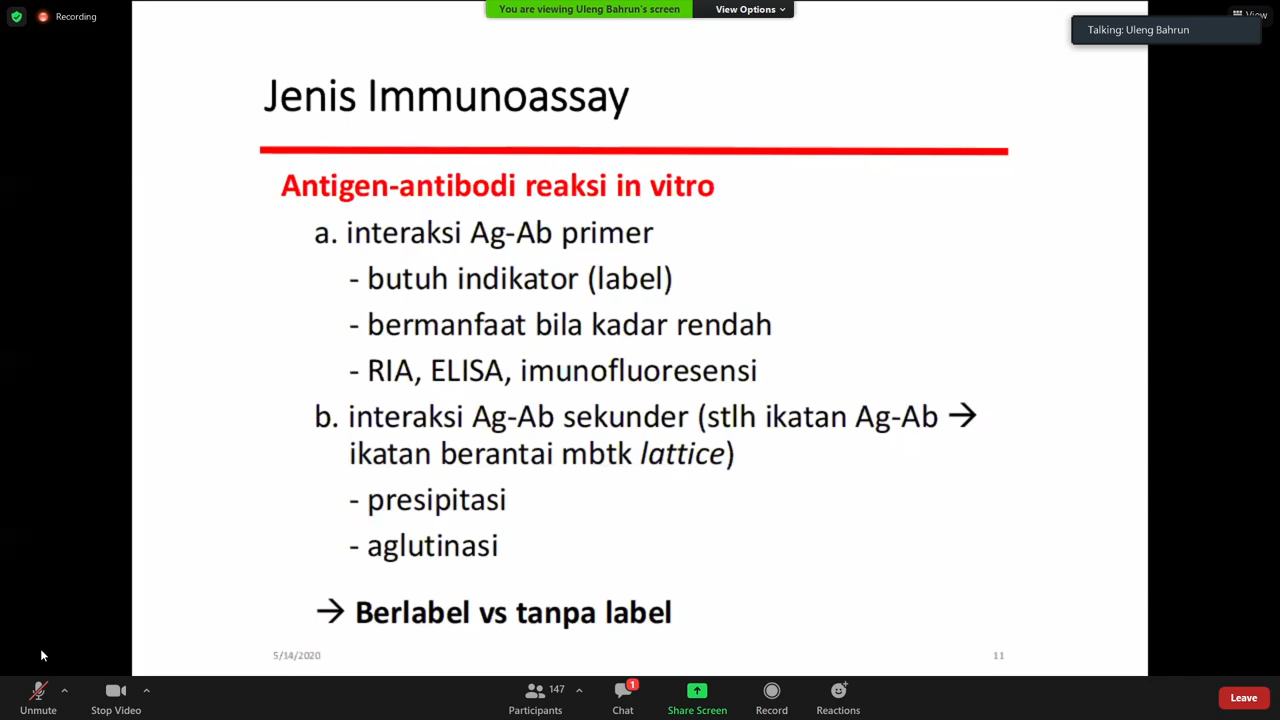 Recording
You are viewing Uleng Bahrun's screen
View Options
View
Talking: Uleng Bahrun
Jenis Immunoassay
Antigen-antibodi reaksi in vitro
a. interaksi Ag-Ab primer
- butuh indikator (label)
- bermanfaat bila kadar rendah
- RIA, ELISA, imunofluoresensi
b. interaksi Ag-Ab sekunder (stlh ikatan Ag-Ab →
ikatan berantai mbtk lattice)
- presipitasi
- aglutinasi
→ Berlabel vs tanpa label
5/14/2020
11
Unmute
Stop Video
147
Participants
1
Chat
Share Screen
Record
Reactions
Leave